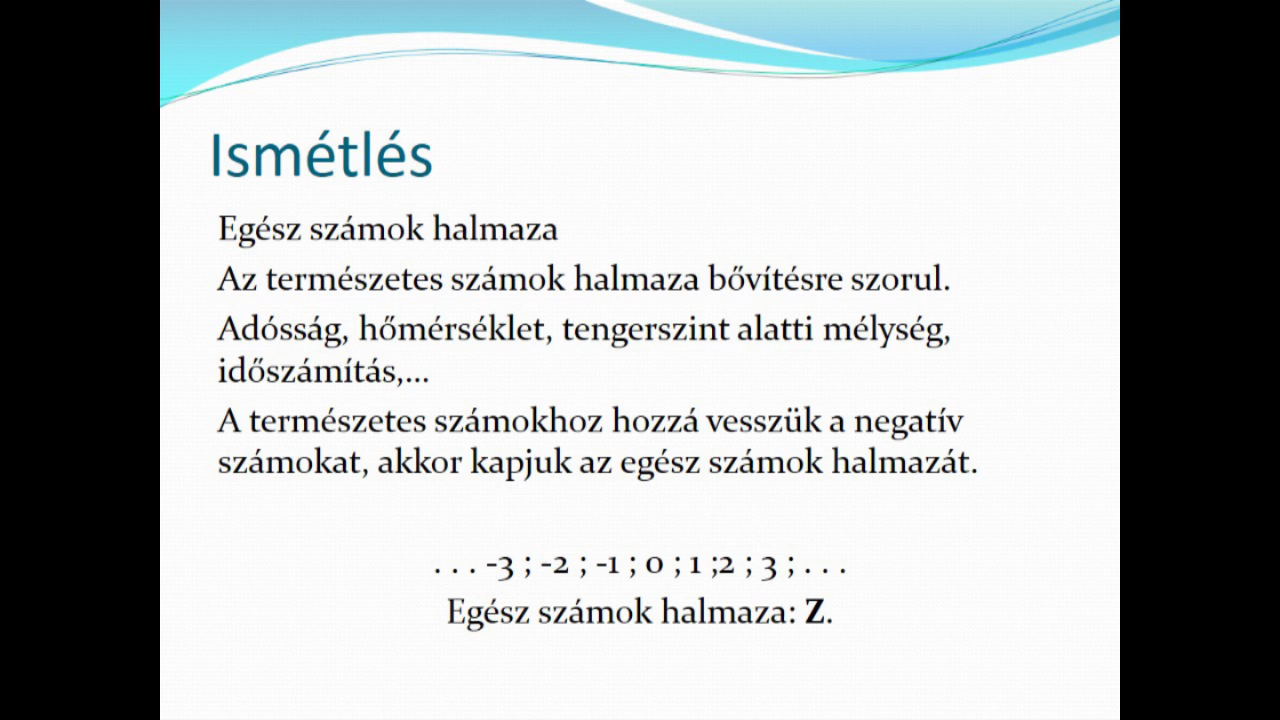 Ismétlés
Egész számok halmaza
Az természetes számok halmaza bővítésre szorul.
Adósság, hőmérséklet, tengerszint alatti mélység,
időszámítás,...
A természetes számokhoz hozzá vesszük a negatív
számokat, akkor kapjuk az egész számok halmazát.
. . . -3 ; -2 ; -1 ; 0 ; 1 ;2 ; 3 ; . . .
Egész számok halmaza: Z.